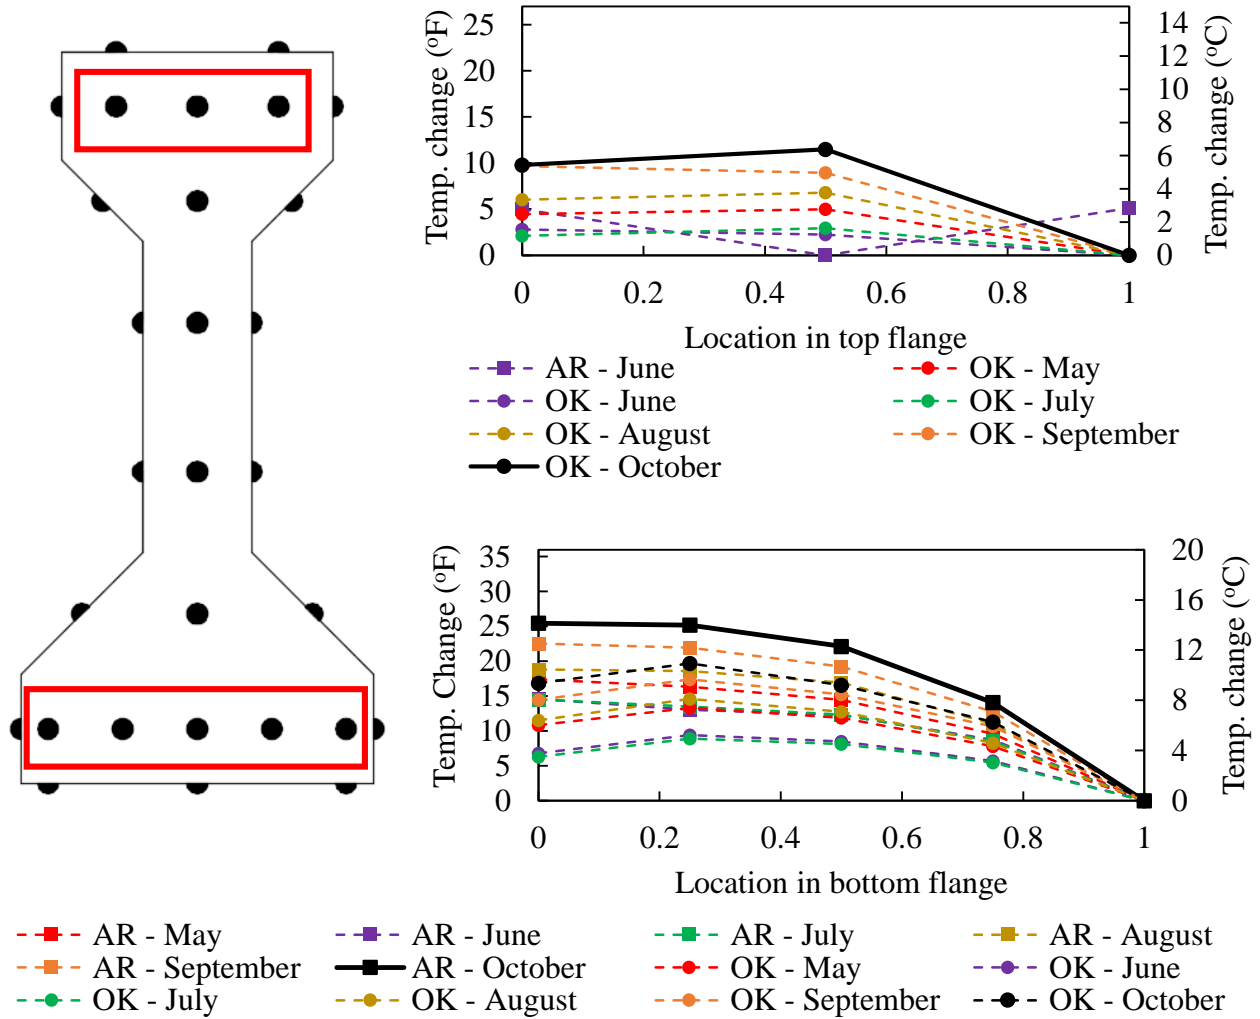 Temp. change (°F)
25
20
15
10
5
0
14
12
10
8
6
4
2
0
Temp. change (°C)
0 0.2 0.4 0.6 0.8 1
Location in top flange
AR - June OK - May
OK - June OK - July
OK - August OK - September
OK - October
Temp. Change (°F)
35
30
25
20
15
10
5
0
20
16
12
8
4
0
Temp. change (°C)
0 0.2 0.4 0.6 0.8 1
Location in bottom flange
AR - May AR - June AR - July AR - August
AR - September AR - October OK - May OK - June
OK - July OK - August OK - September OK - October